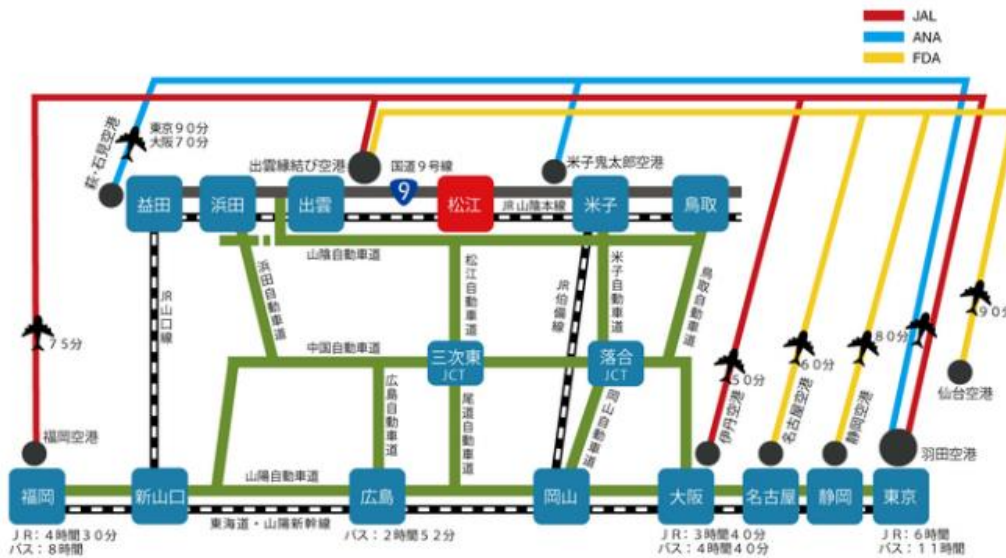 JAL
ANA
FDA
東京９０分
大阪７０分
萩・石見空港
出雲縁結び空港
国道９号線
米子鬼太郎空港
9
益田
浜田
出雲
松江
JR山陰本線
米子
鳥取
山陰自動車道
浜田自動車道
松江自動車道
米子自動車道
鳥取自動車道
JR山口線
JR伯備線
７５分
中国自動車道
三次東
JCT
落合
JCT
５０分
６０分
８０分
９０分
広島自動車道
尾道自動車道
岡山自動車道
伊丹空港
名古屋空港
静岡空港
仙台空港
羽田空港
福岡空港
山陽自動車道
福岡
新山口
広島
岡山
大阪
名古屋
静岡
東京
東海道・山陽新幹線
ＪＲ：４時間３０分
バス：８時間
バス：２時間５２分
ＪＲ：３時間４０分
バス：４時間４０分
ＪＲ：６時間
バス：１１時間